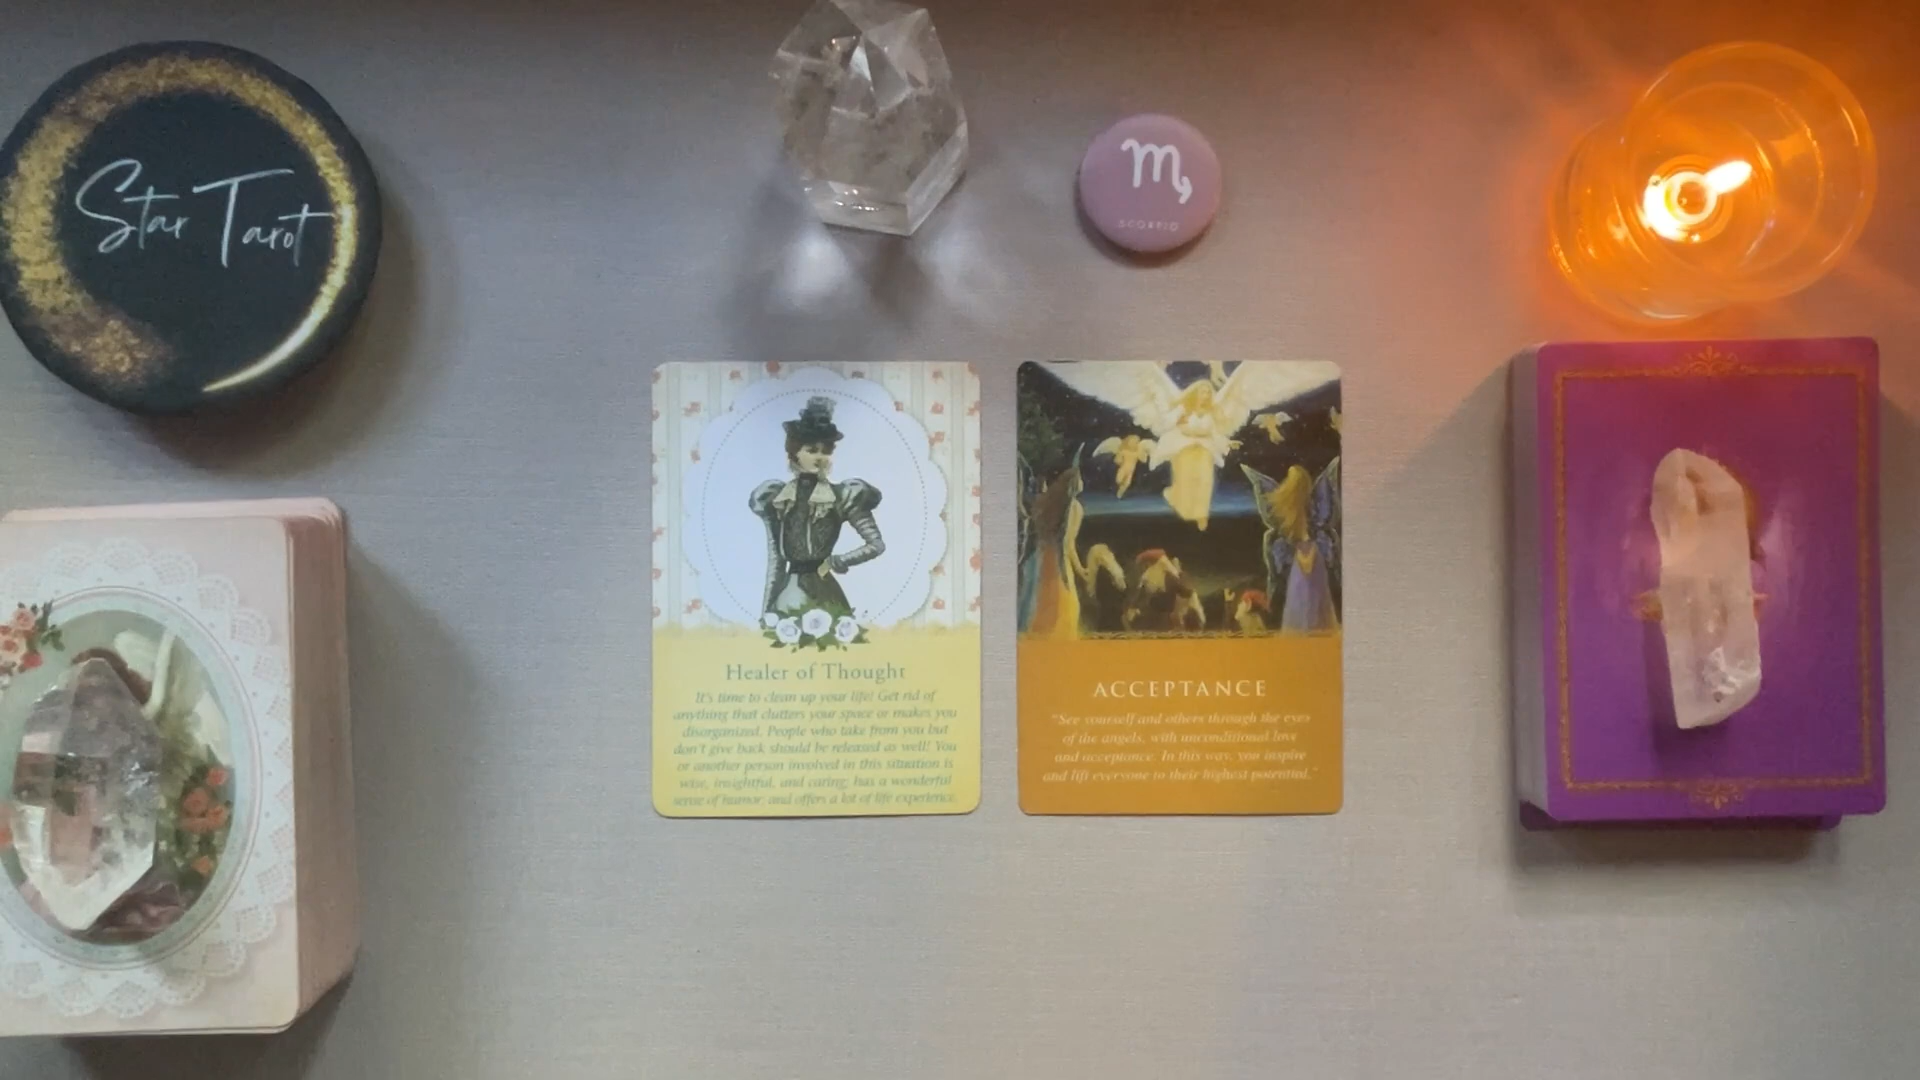 Star Tarot
SCORPIO
Healer of Thought
It's time to clean up your life! Get rid of
anything that clutters your space or makes you
disorganized. People who take from you but
don't give back should be released as well! You
or another person involved in this situation is
wise, insightful, and caring; has a wonderful
sense of humor; and offers a lot of life experience.
ACCEPTANCE
"See yourself and others through the eyes
of the angels, with unconditional love
and acceptance. In this way, you inspire
and lift everyone to their highest potential."